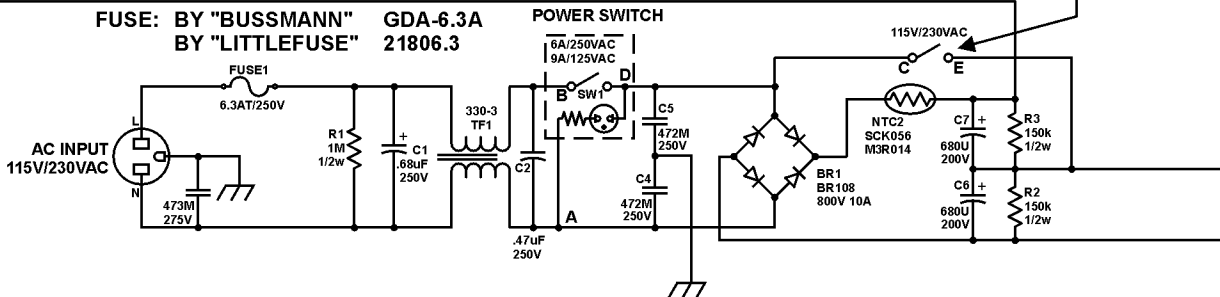 FUSE: BY "BUSSMANN" GDA-6.3A
BY "LITTLEFUSE" 21806.3
POWER SWITCH
6A/250VAC
9A/125VAC
115V/230VAC
FUSE1
6.3AT/250V
B
D
SW1
C
E
L
AC INPUT
115V/230VAC
N
473M
275V
R1
1M
1/2w
+
C1
.68uF
250V
330-3
TF1
C2
.47uF
250V
A
C5
472M
250V
C4
472M
250V
BR1
BR108
800V 10A
NTC2
SCK056
M3R014
C7
+
680U
200V
C6
+
680U
200V
R3
150k
1/2w
R2
150k
1/2w